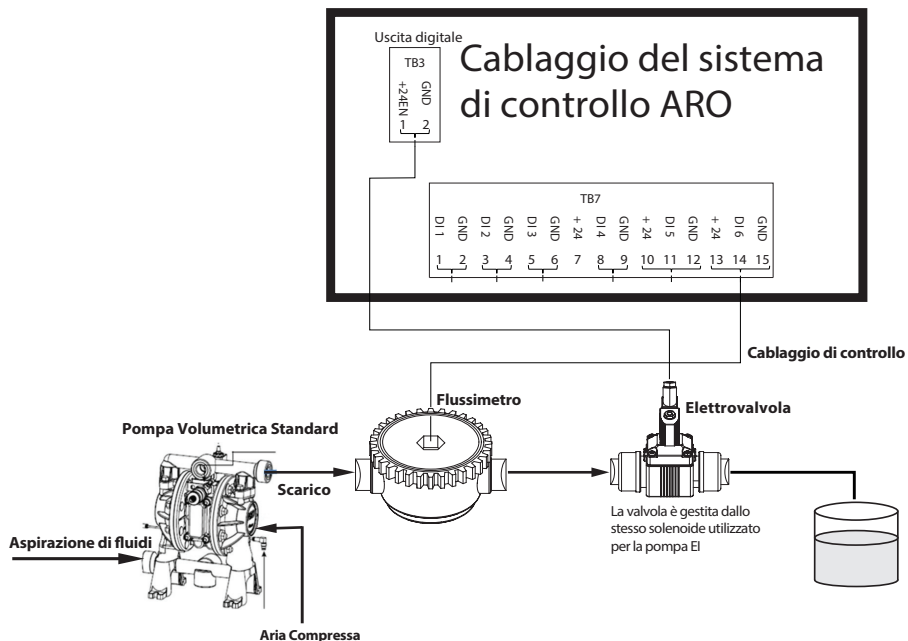 Uscita digitale
TB3
+24EN
GND
1 2
Cablaggio del sistema
di controllo ARO
TB7
DI 1 GND DI 2 GND DI 3 GND + 24 DI 4 GND + 24 DI 5 GND + 24 DI 6 GND
1 2 3 4 5 6 7 8 9 10 11 12 13 14 15
Cablaggio di controllo
Flussimetro
Elettrovalvola
Pompa Volumetrica Standard
Scarico
La valvola è gestita dallo
stesso solenoide utilizzato
per la pompa EI
Aspirazione di fluidi
Aria Compressa